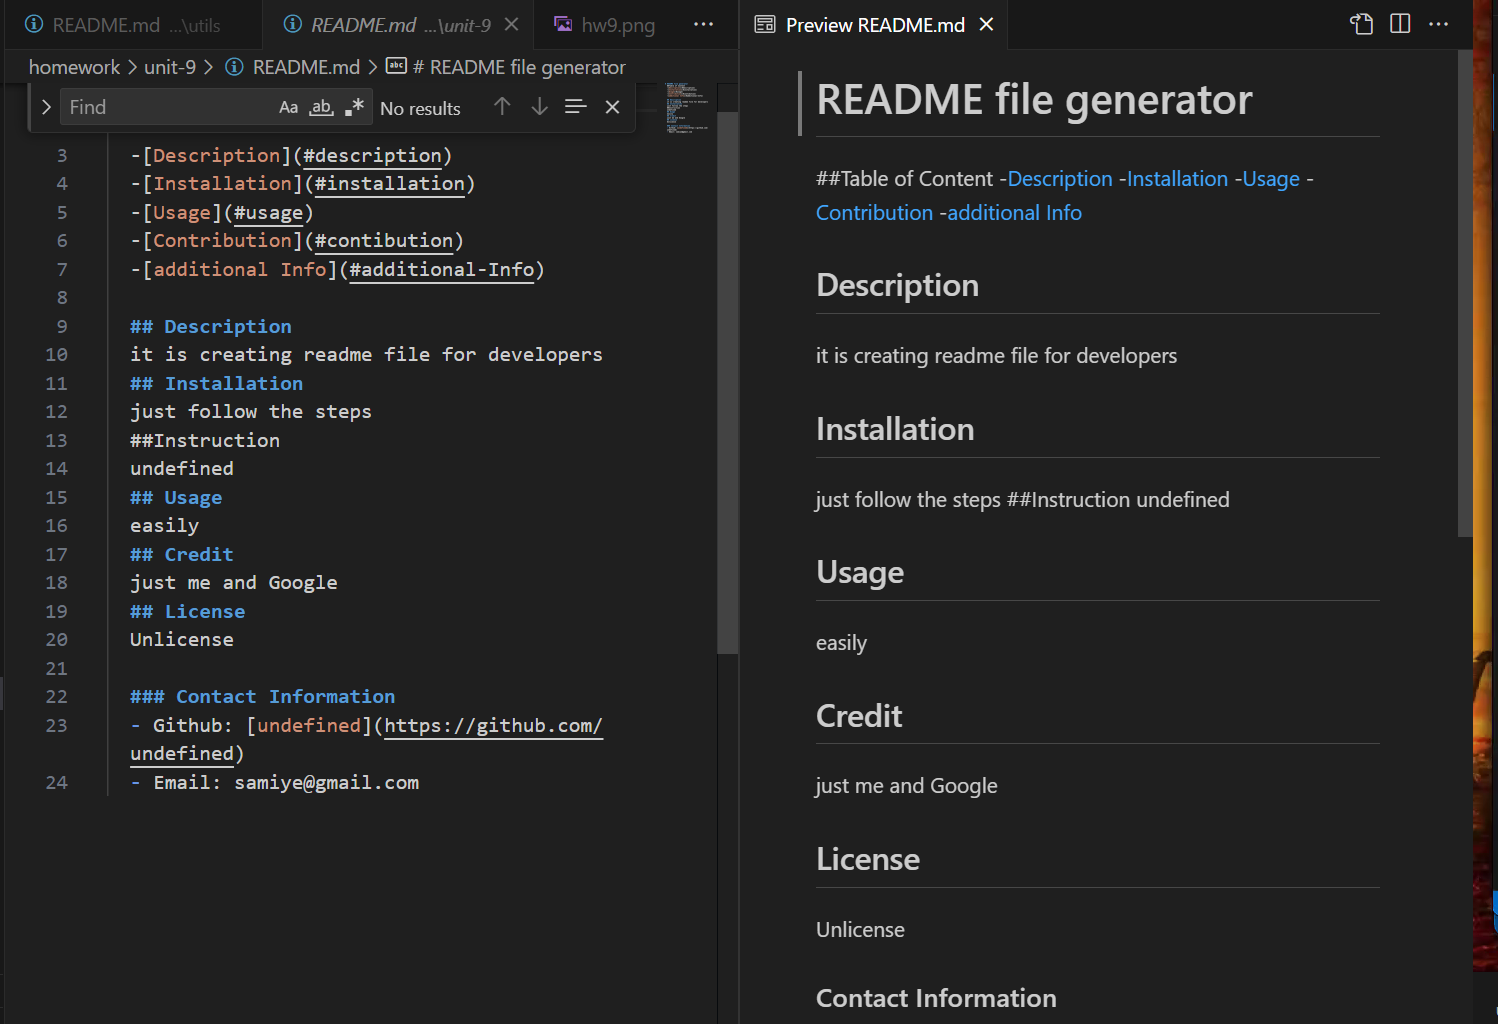 README.md ...\utils
README.md ...\unit-9
hw9.png
Preview README.md
homework > unit-9 > README.md > # README file generator
Find
Aa ab No results
3 -[Description](#description)
4 -[Installation](#installation)
5 -[Usage](#usage)
6 -[Contribution](#contibution)
7 -[additional Info](#additional-Info)
8
9 ## Description
10 it is creating readme file for developers
11 ## Installation
12 just follow the steps
13 ##Instruction
14 undefined
15 ## Usage
16 easily
17 ## Credit
18 just me and Google
19 ## License
20 Unlicense
21
22 ### Contact Information
23 - Github: [undefined](https://github.com/
undefined)
24 - Email: samiye@gmail.com
README file generator
##Table of Content -Description -Installation -Usage -
Contribution -additional Info
Description
it is creating readme file for developers
Installation
just follow the steps ##Instruction undefined
Usage
easily
Credit
just me and Google
License
Unlicense
Contact Information